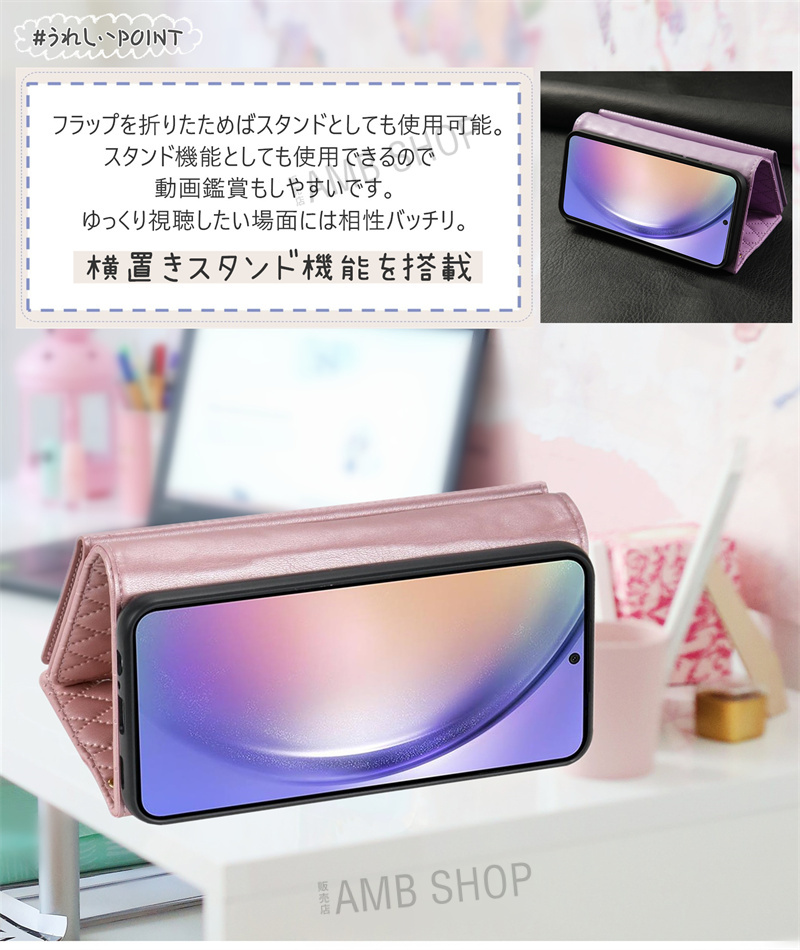 #うれしいPOINT
フラップを折りたためばスタンドとしても使用可能。
スタンド機能としても使用できるので
動画鑑賞もしやすいです。
ゆっくり視聴したい場面には相性バッチリ。
横置きスタンド機能を搭載
販売店 AMB SHOP
販売店 AMB SHOP